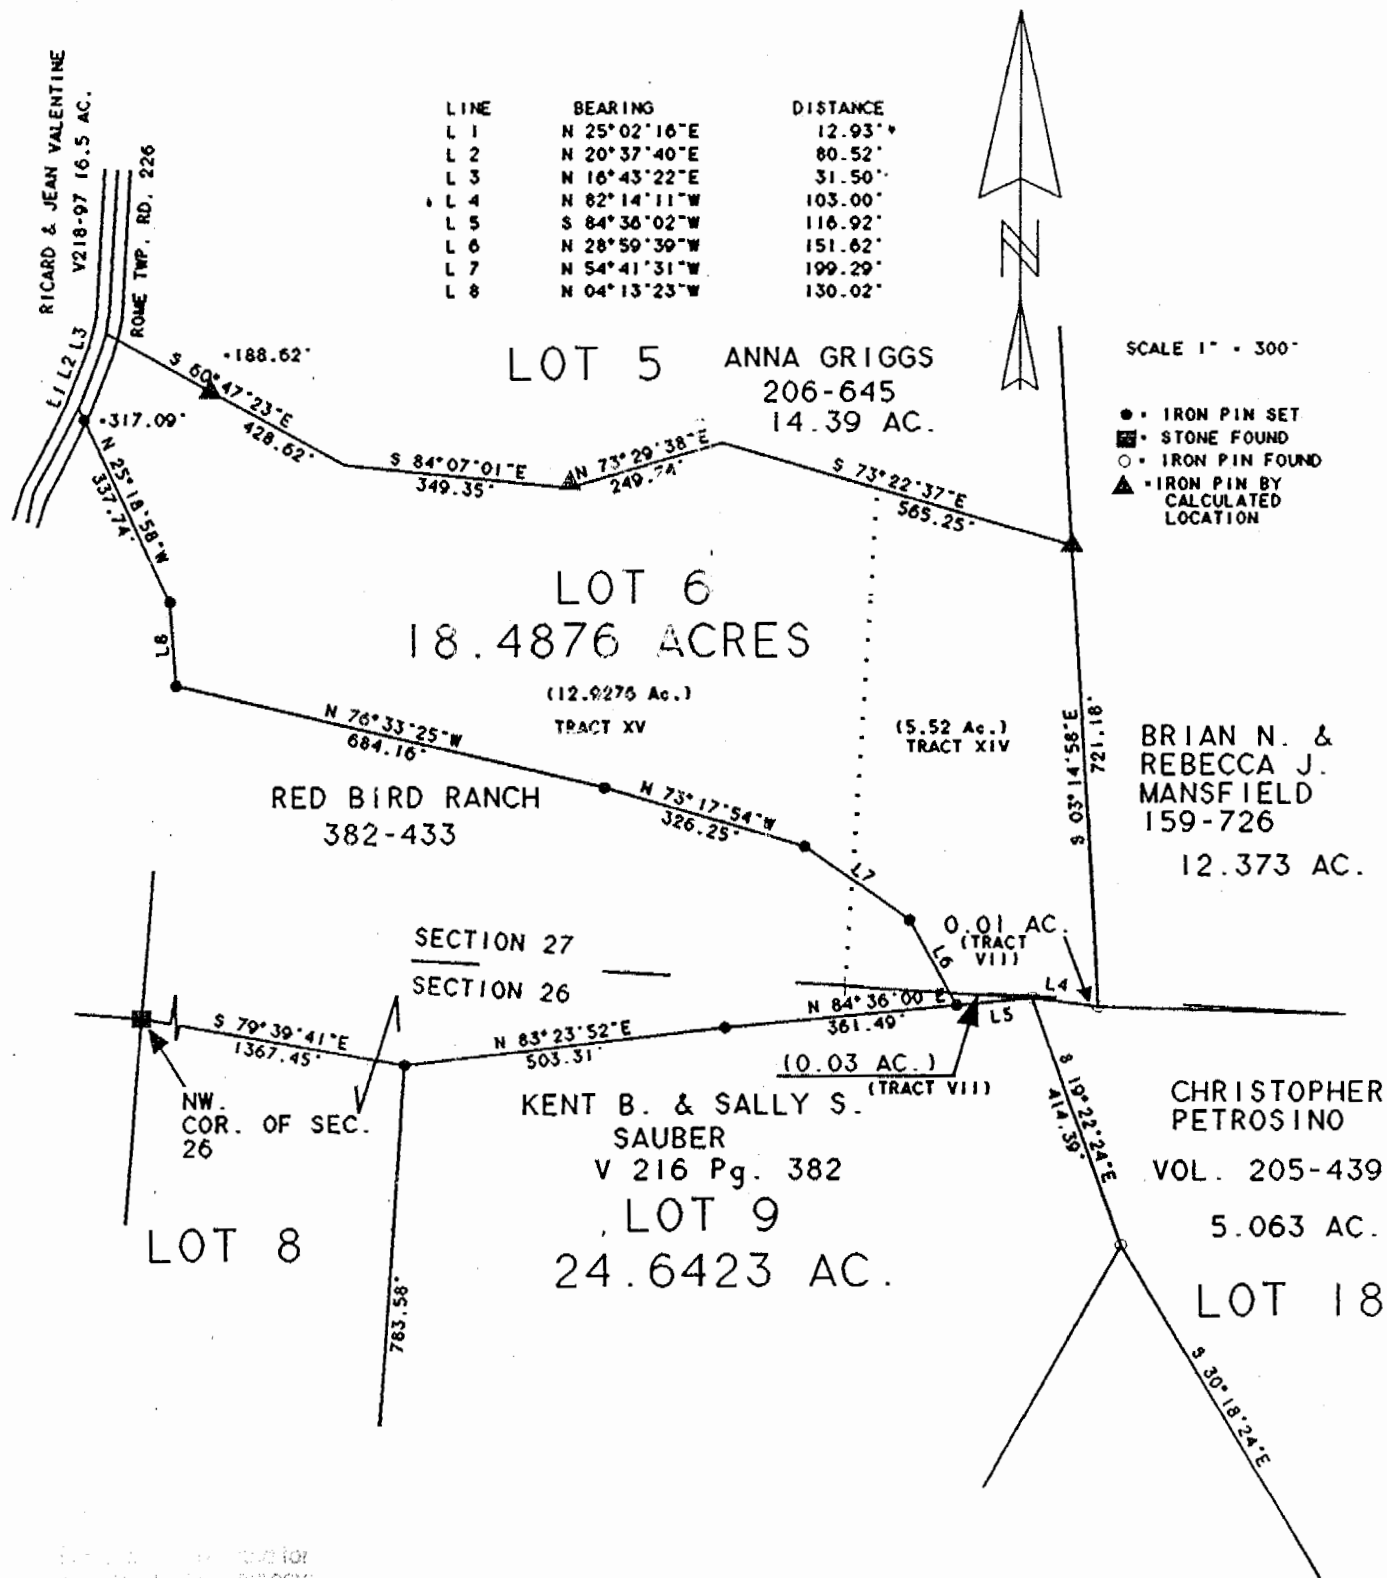 RICARD & JEAN VALENTINE
V218-97 16.5 AC.
ROME TWP. RD. 226
LINE BEARING DISTANCE
L 1 N 25°02'16"E 12.93'
L 2 N 20°37'40"E 80.52'
L 3 N 16°43'22"E 31.50'
L 4 N 82°14'11"W 103.00'
L 5 S 84°36'02"W 116.92'
L 6 N 28°59'39"W 151.62'
L 7 N 54°41'31"W 199.29'
L 8 N 04°13'23"W 130.02'
N
SCALE 1" = 300'
• IRON PIN SET
STONE FOUND
IRON PIN FOUND
IRON PIN BY
CALCULATED
LOCATION
L1 L2 L3
188.62'
S 60°47'23"E
428.62'
317.09'
N 25°18'58"W
337.74'
LOT 5
ANNA GRIGGS
206-645
14.39 AC.
S 84°07'01"E
349.35'
N 73°29'38"E
249.74'
S 73°22'37"E
565.25'
LOT 6
18.4876 ACRES
(12.9276 Ac.)
TRACT XV
(5.52 Ac.)
TRACT XIV
L8
N 76°33'25"W
684.16'
S 03°14'58"E
721.18'
BRIAN N. &
REBECCA J.
MANSFIELD
159-726
12.373 AC.
RED BIRD RANCH
382-433
N 73°17'54"W
326.25'
L7
L6
0.01 AC.
(TRACT
VII)
SECTION 27
SECTION 26
L4
L5
N 84°36'00"E
361.49'
S 79°39'41"E
1367.45'
N 83°23'52"E
503.31'
(0.03 AC.)
(TRACT VII)
NW.
COR. OF SEC.
26
KENT B. & SALLY S.
SAUBER
V 216 Pg. 382
LOT 9
24.6423 AC.
S 19°22'24"E
414.39'
CHRISTOPHER
PETROSINO
VOL. 205-439
5.063 AC.
LOT 8
LOT 18
783.58'
S 30°18'24"E
for